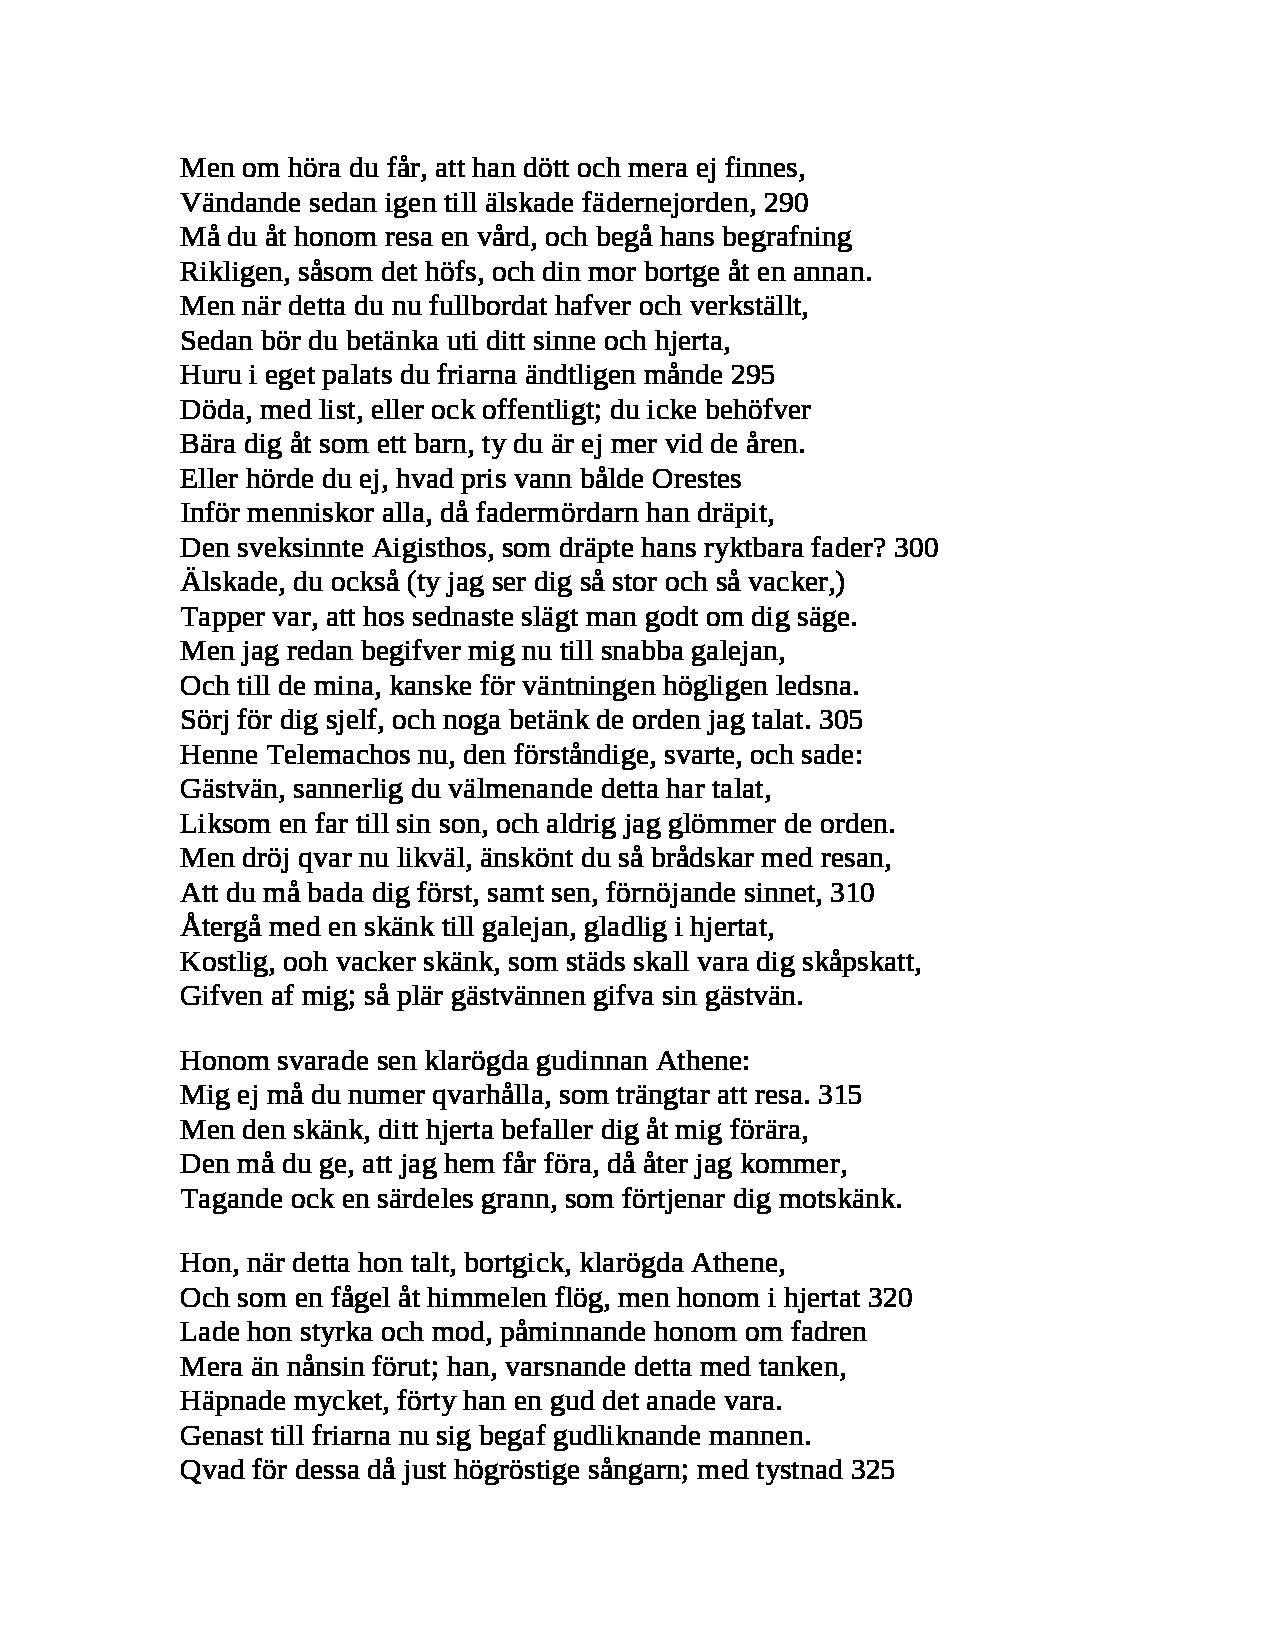 Men om höra du får, att han dött och mera ej finnes,
Vändande sedan igen till älskade fädernejorden, 290
Må du åt honom resa en vård, och begå hans begrafning
Rikligen, såsom det höfs, och din mor bortge åt en annan.
Men när detta du nu fullbordat hafver och verkställt,
Sedan bör du betänka uti ditt sinne och hjerta,
Huru i eget palats du friarna ändtligen månde 295
Döda, med list, eller ock offentligt; du icke behöfver
Bära dig åt som ett barn, ty du är ej mer vid de åren.
Eller hörde du ej, hvad pris vann bålde Orestes
Inför menniskor alla, då fadermördarn han dräpit,
Den sveksinnte Aigisthos, som dräpte hans ryktbara fader? 300
Älskade, du också (ty jag ser dig så stor och så vacker,)
Tapper var, att hos sednaste slägt man godt om dig säge.
Men jag redan begifver mig nu till snabba galejan,
Och till de mina, kanske för väntningen högligen ledsna.
Sörj för dig sjelf, och noga betänk de orden jag talat. 305
Henne Telemachos nu, den förståndige, svarte, och sade:
Gästvän, sannerlig du välmenande detta har talat,
Liksom en far till sin son, och aldrig jag glömmer de orden.
Men dröj qvar nu likväl, änskönt du så brådskar med resan,
Att du må bada dig först, samt sen, förnöjande sinnet, 310
Återgå med en skänk till galejan, gladlig i hjertat,
Kostlig, ooh vacker skänk, som städs skall vara dig skåpskatt,
Gifven af mig; så plär gästvännen gifva sin gästvän.
Honom svarade sen klarögda gudinnan Athene:
Mig ej må du numer qvarhålla, som trängtar att resa. 315
Men den skänk, ditt hjerta befaller dig åt mig förära,
Den må du ge, att jag hem får föra, då åter jag kommer,
Tagande ock en särdeles grann, som förtjenar dig motskänk.
Hon, när detta hon talt, bortgick, klarögda Athene,
Och som en fågel åt himmelen flög, men honom i hjertat 320
Lade hon styrka och mod, påminnande honom om fadren
Mera än nånsin förut; han, varsnande detta med tanken,
Häpnade mycket, förty han en gud det anade vara.
Genast till friarna nu sig begaf gudliknande mannen.
Qvad för dessa då just högröstige sångarn; med tystnad 325